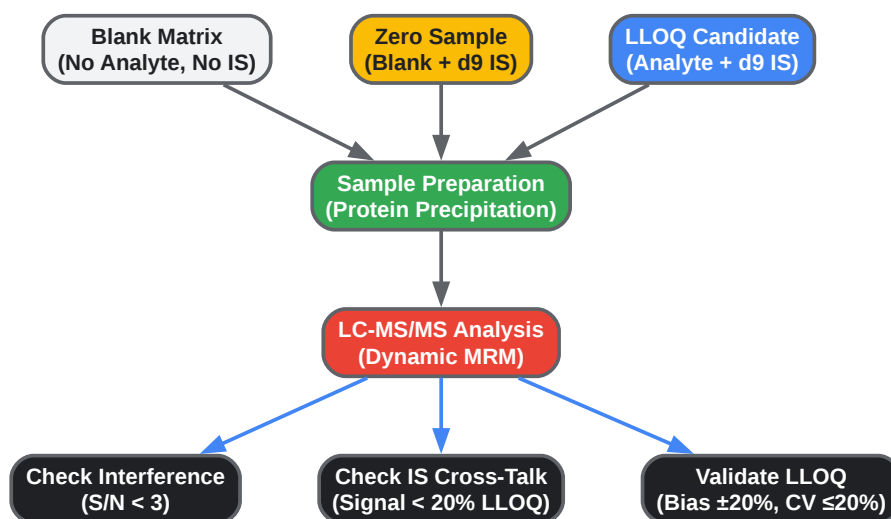 Blank Matrix
(No Analyte, No IS)
Zero Sample
(Blank + d9 IS)
LLOQ Candidate
(Analyte + d9 IS)
Sample Preparation
(Protein Precipitation)
LC-MS/MS Analysis
(Dynamic MRM)
Check Interference
(S/N < 3)
Check IS Cross-Talk
(Signal < 20% LLOQ)
Validate LLOQ
(Bias ±20%, CV ≤20%)